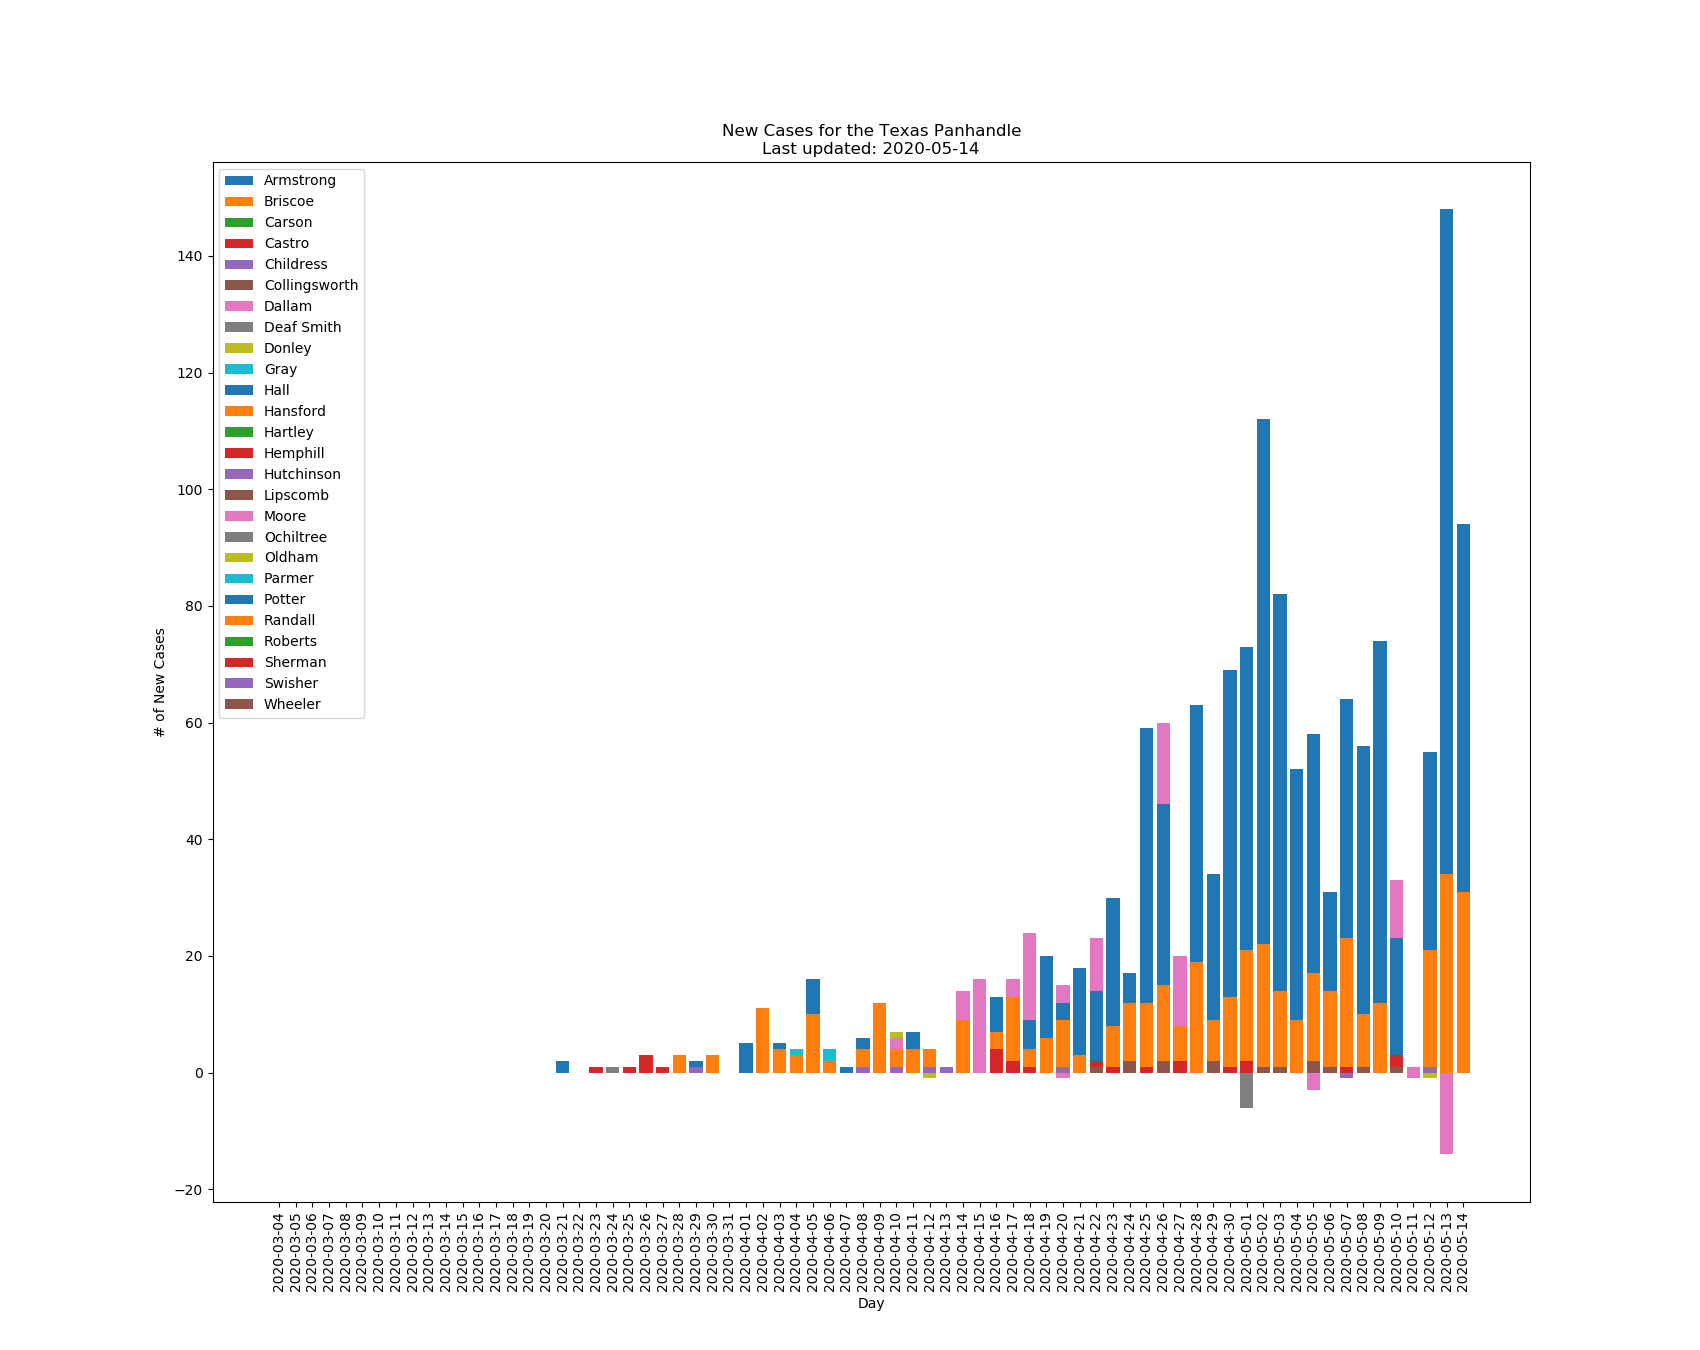 New Cases for the Texas Panhandle
Last updated: 2020-05-14
Armstrong
Briscoe
Carson
Castro
Childress
Collingsworth
Dallam
Deaf Smith
Donley
Gray
Hall
Hansford
Hartley
Hemphill
Hutchinson
Lipscomb
Moore
Ochiltree
Oldham
Parmer
Potter
Randall
Roberts
Sherman
Swisher
Wheeler
# of New Cases
140
120
100
80
60
40
20
0
−20
2020-03-04
2020-03-05
2020-03-06
2020-03-07
2020-03-08
2020-03-09
2020-03-10
2020-03-11
2020-03-12
2020-03-13
2020-03-14
2020-03-15
2020-03-16
2020-03-17
2020-03-18
2020-03-19
2020-03-20
2020-03-21
2020-03-22
2020-03-23
2020-03-24
2020-03-25
2020-03-26
2020-03-27
2020-03-28
2020-03-29
2020-03-30
2020-03-31
2020-04-01
2020-04-02
2020-04-03
2020-04-04
2020-04-05
2020-04-06
2020-04-07
2020-04-08
2020-04-09
2020-04-10
2020-04-11
2020-04-12
2020-04-13
2020-04-14
2020-04-15
2020-04-16
2020-04-17
2020-04-18
2020-04-19
2020-04-20
2020-04-21
2020-04-22
2020-04-23
2020-04-24
2020-04-25
2020-04-26
2020-04-27
2020-04-28
2020-04-29
2020-04-30
2020-05-01
2020-05-02
2020-05-03
2020-05-04
2020-05-05
2020-05-06
2020-05-07
2020-05-08
2020-05-09
2020-05-10
2020-05-11
2020-05-12
2020-05-13
2020-05-14
Day